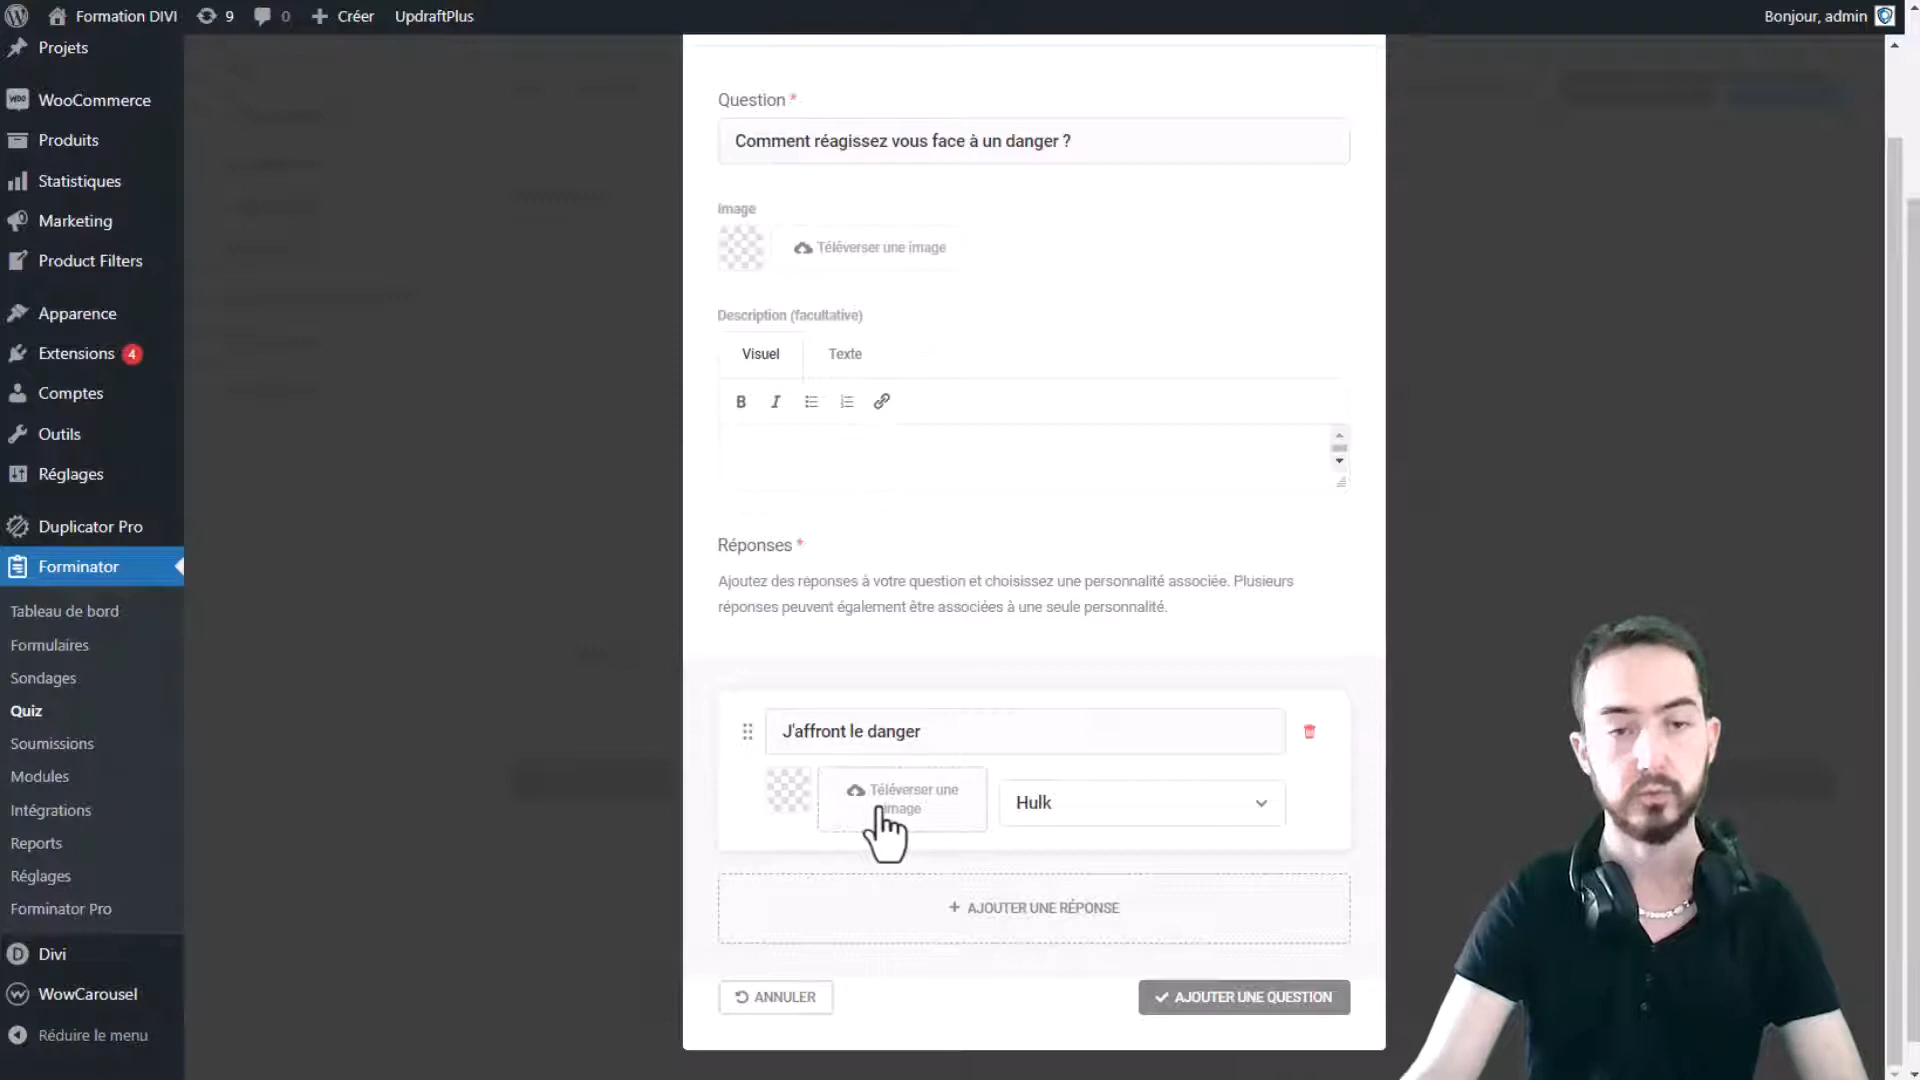 Formation DIVI
9
0
Créer
UpdraftPlus
Bonjour, admin
Projets
WooCommerce
Produits
Statistiques
Marketing
Product Filters
Apparence
Extensions 4
Comptes
Outils
Réglages
Duplicator Pro
Forminator
Tableau de bord
Formulaires
Sondages
Quiz
Soumissions
Modules
Intégrations
Reports
Réglages
Forminator Pro
Divi
WowCarousel
Réduire le menu
Question *
Comment réagissez vous face à un danger ?
Image
Téléverser une image
Description (facultative)
Visuel
Texte
B I
Réponses *
Ajoutez des réponses à votre question et choisissez une personnalité associée. Plusieurs
réponses peuvent également être associées à une seule personnalité.
J'affront le danger
Téléverser une
image
Hulk
+ AJOUTER UNE RÉPONSE
ANNULER
AJOUTER UNE QUESTION